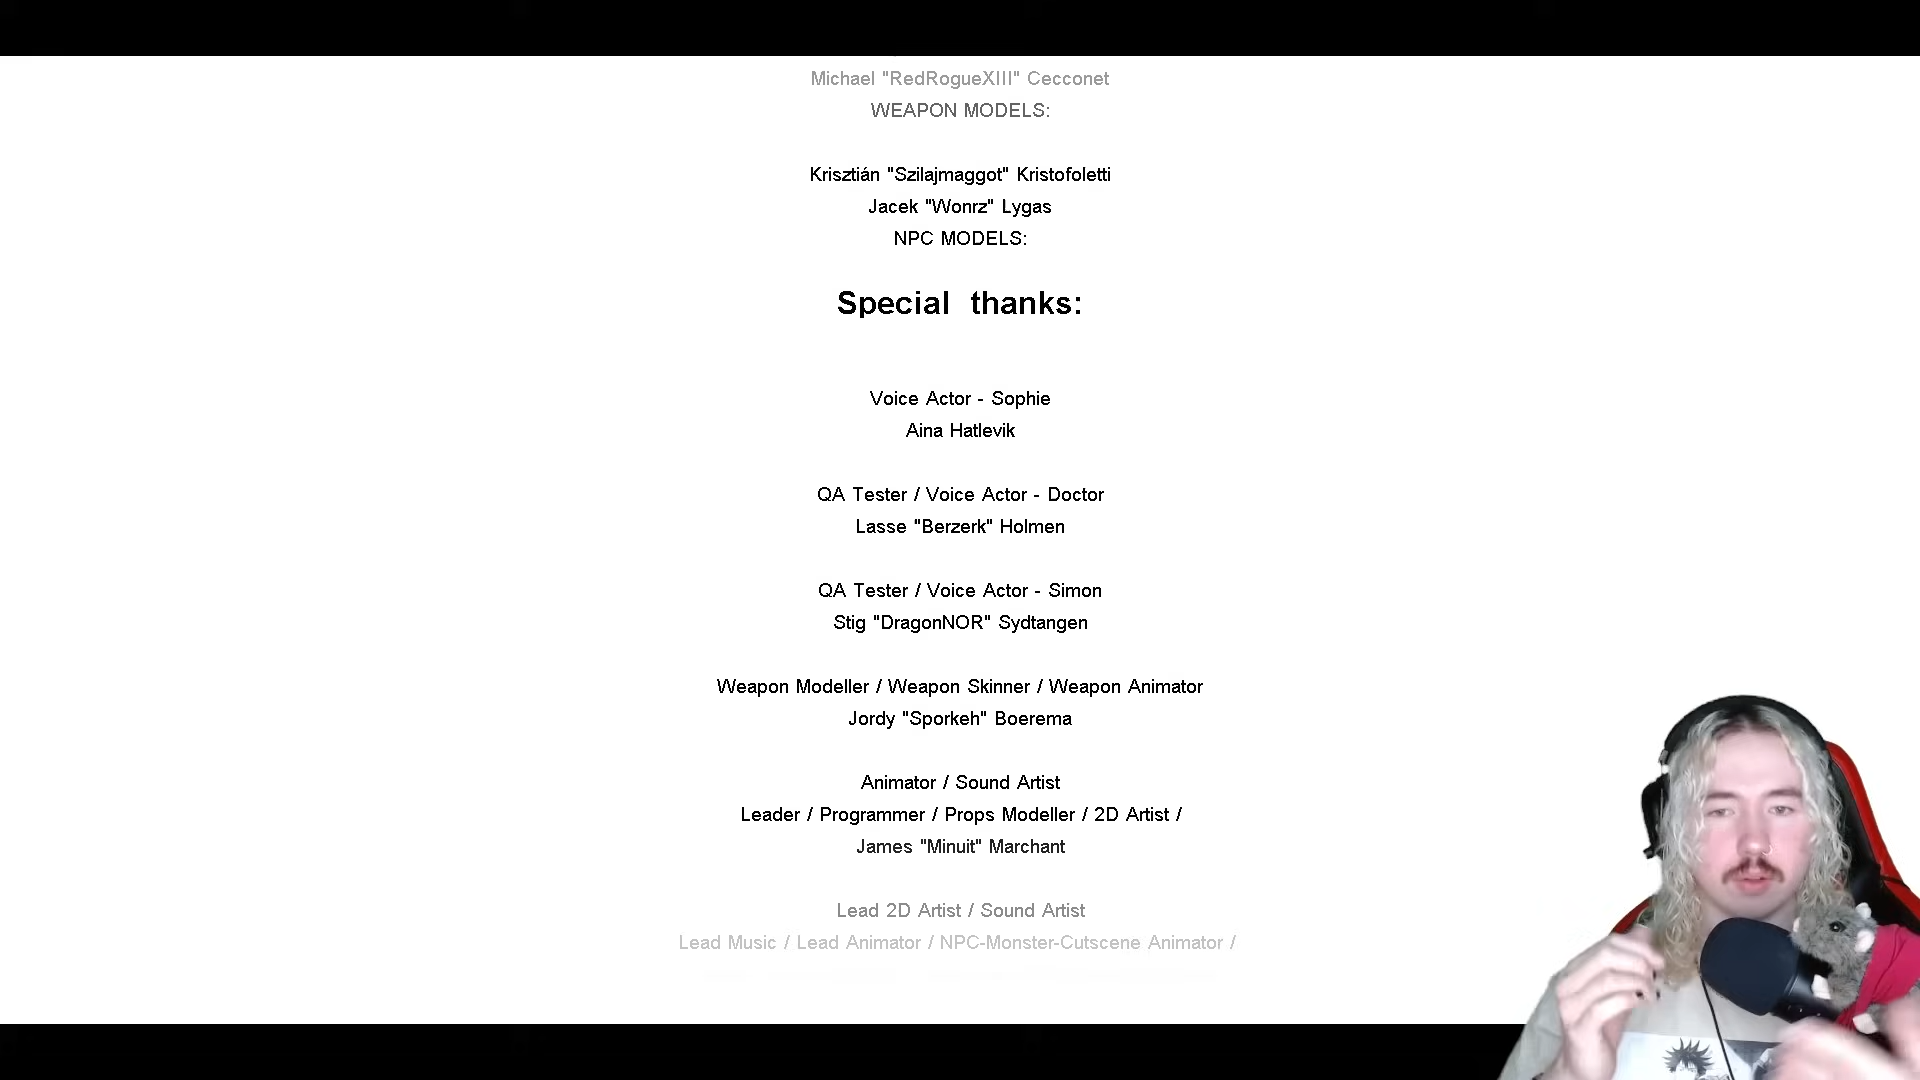 Michael "RedRogueXIII" Cecconet
WEAPON MODELS:
Krisztián "Szilajmaggot" Kristofoletti
Jacek "Wonrz" Lygas
NPC MODELS:
Special thanks:
Voice Actor - Sophie
Aina Hatlevik
QA Tester / Voice Actor - Doctor
Lasse "Berzerk" Holmen
QA Tester / Voice Actor - Simon
Stig "DragonNOR" Sydtangen
Weapon Modeller / Weapon Skinner / Weapon Animator
Jordy "Sporkeh" Boerema
Animator / Sound Artist
Leader / Programmer / Props Modeller / 2D Artist /
James "Minuit" Marchant
Lead 2D Artist / Sound Artist
Lead Music / Lead Animator / NPC-Monster-Cutscene Animator /